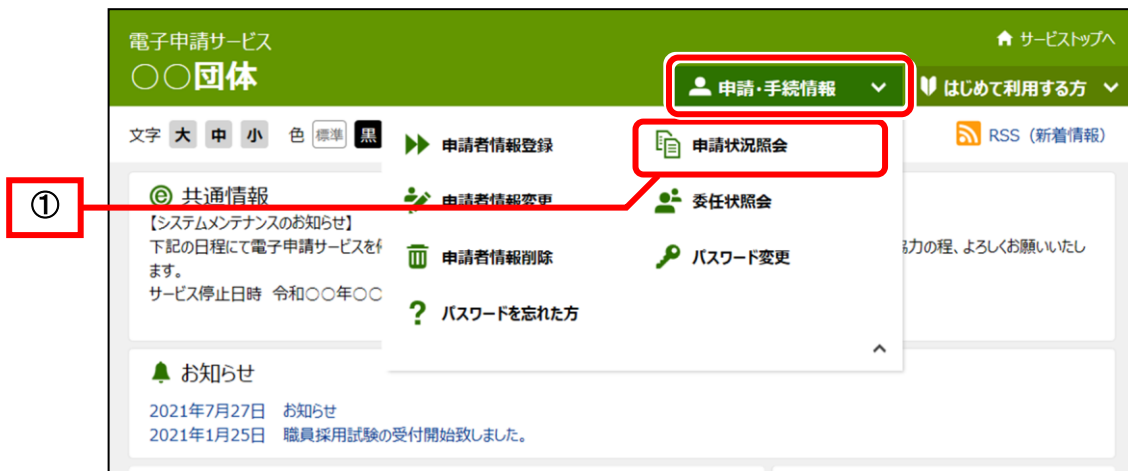 電子申請サービス
サービストップへ
○○団体
申請・手続情報
はじめて利用する方
文字 大 中 小 色 標準 黒
RSS（新着情報）
申請者情報登録
申請状況照会
申請者情報変更
委任状照会
申請者情報削除
パスワード変更
パスワードを忘れた方
①
共通情報
【システムメンテナンスのお知らせ】
下記の日程にて電子申請サービスを
力の程、よろしくお願いいたし
ます。
サービス停止日時 令和○○年○○
お知らせ
2021年7月27日 お知らせ
2021年1月25日 職員採用試験の受付開始致しました。